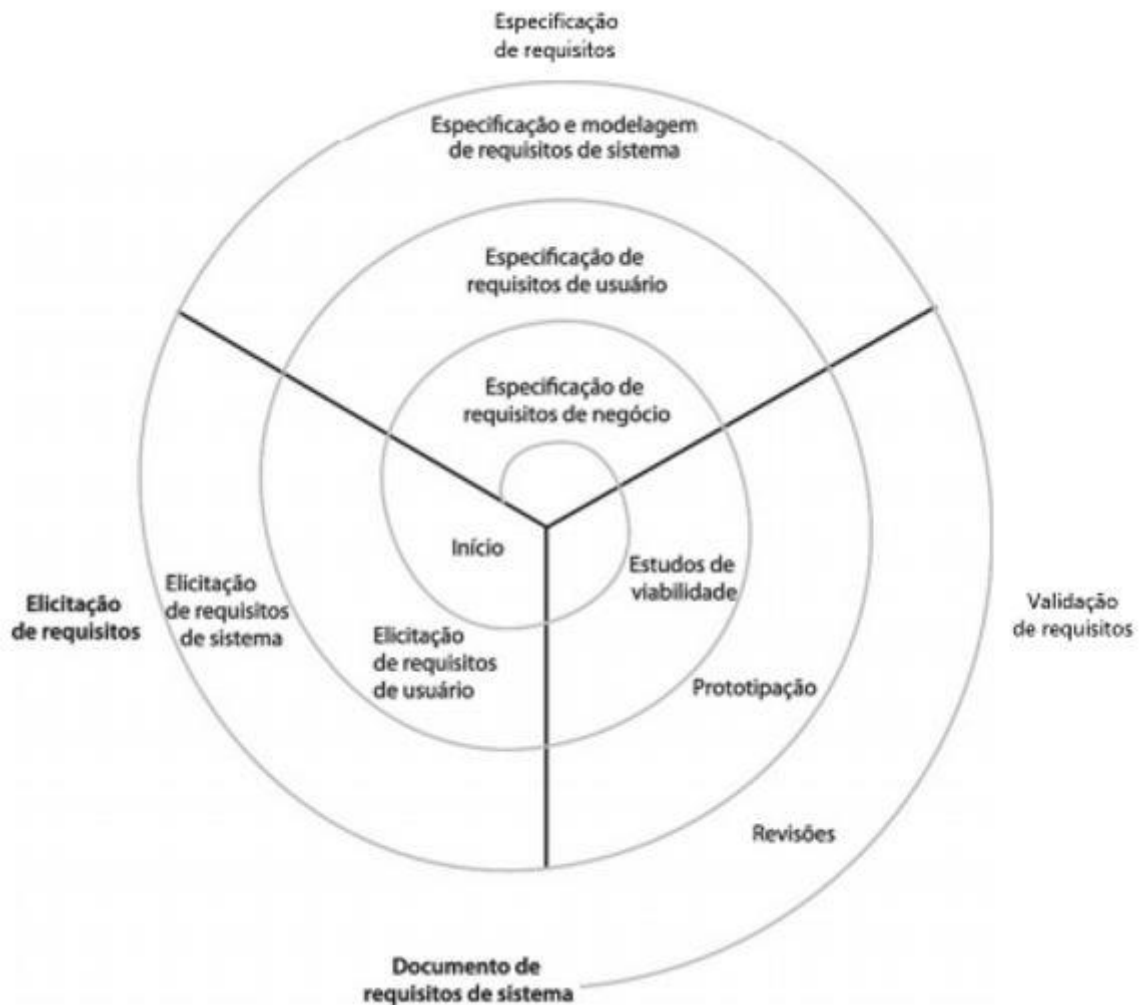 Especificação
de requisitos
Especificação e modelagem
de requisitos de sistema
Especificação de
requisitos de usuário
Especificação de
requisitos de negócio
Início
Estudos de
viabilidade
Elicitação
de requisitos
Elicitação
de requisitos
de sistema
Elicitação
de requisitos
de usuário
Validação
de requisitos
Prototipação
Revisões
Documento de
requisitos de sistema